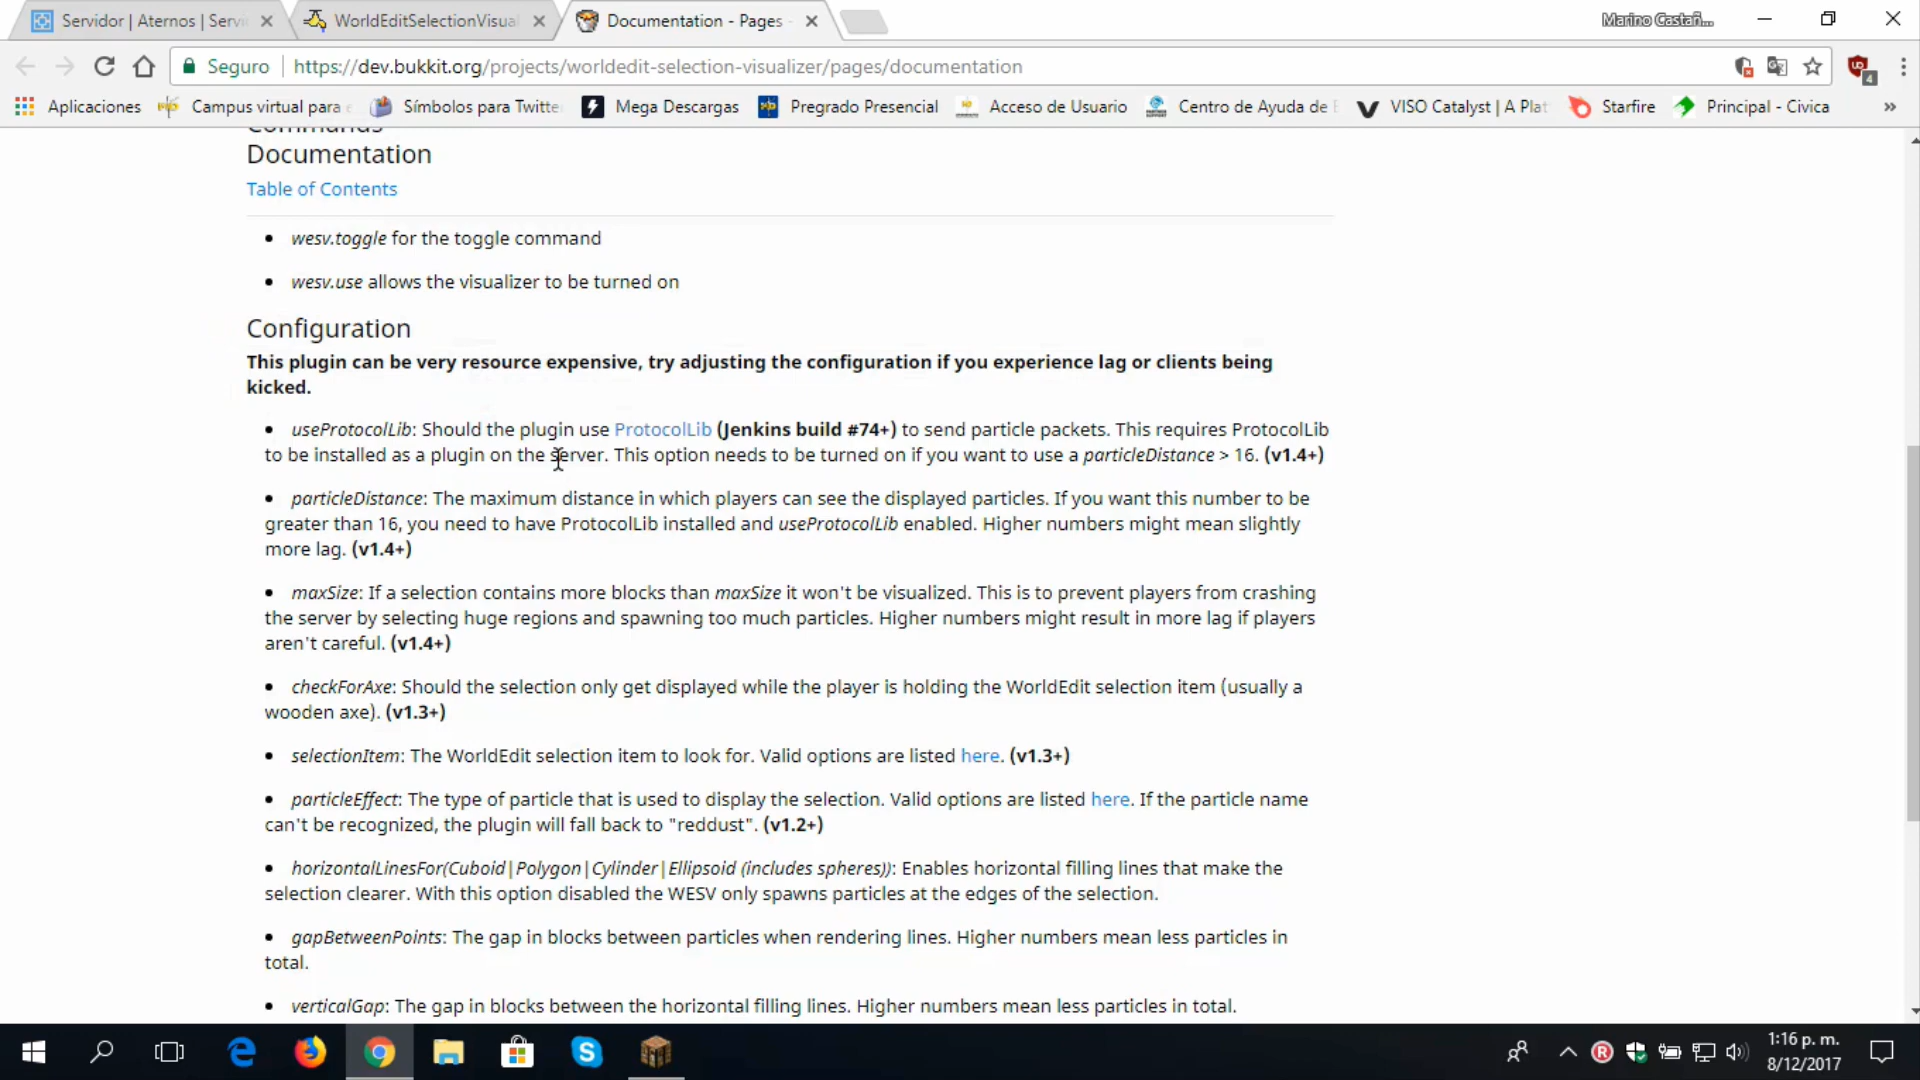 Servidor | Aternos | Servi
WorldEditSelectionVisua
Documentation - Pages -
Marino Castañ...
Seguro
https://dev.bukkit.org/projects/worldedit-selection-visualizer/pages/documentation
4
Aplicaciones
Campus virtual para e
Símbolos para Twitte
Mega Descargas
Pregrado Presencial
Acceso de Usuario
Centro de Ayuda de E
VISO Catalyst | A Plat
Starfire
Principal - Civica
»
Commands
Documentation
Table of Contents
• wesv.toggle for the toggle command
• wesv.use allows the visualizer to be turned on
Configuration
This plugin can be very resource expensive, try adjusting the configuration if you experience lag or clients being
kicked.
• useProtocolLib: Should the plugin use ProtocolLib (Jenkins build #74+) to send particle packets. This requires ProtocolLib
to be installed as a plugin on the server. This option needs to be turned on if you want to use a particleDistance > 16. (v1.4+)
• particleDistance: The maximum distance in which players can see the displayed particles. If you want this number to be
greater than 16, you need to have ProtocolLib installed and useProtocolLib enabled. Higher numbers might mean slightly
more lag. (v1.4+)
• maxSize: If a selection contains more blocks than maxSize it won't be visualized. This is to prevent players from crashing
the server by selecting huge regions and spawning too much particles. Higher numbers might result in more lag if players
aren't careful. (v1.4+)
• checkForAxe: Should the selection only get displayed while the player is holding the WorldEdit selection item (usually a
wooden axe). (v1.3+)
• selectionItem: The WorldEdit selection item to look for. Valid options are listed here. (v1.3+)
• particleEffect: The type of particle that is used to display the selection. Valid options are listed here. If the particle name
can't be recognized, the plugin will fall back to "reddust". (v1.2+)
• horizontalLinesFor(Cuboid|Polygon|Cylinder|Ellipsoid (includes spheres)): Enables horizontal filling lines that make the
selection clearer. With this option disabled the WESV only spawns particles at the edges of the selection.
• gapBetweenPoints: The gap in blocks between particles when rendering lines. Higher numbers mean less particles in
total.
• verticalGap: The gap in blocks between the horizontal filling lines. Higher numbers mean less particles in total.
1:16 p. m.
8/12/2017